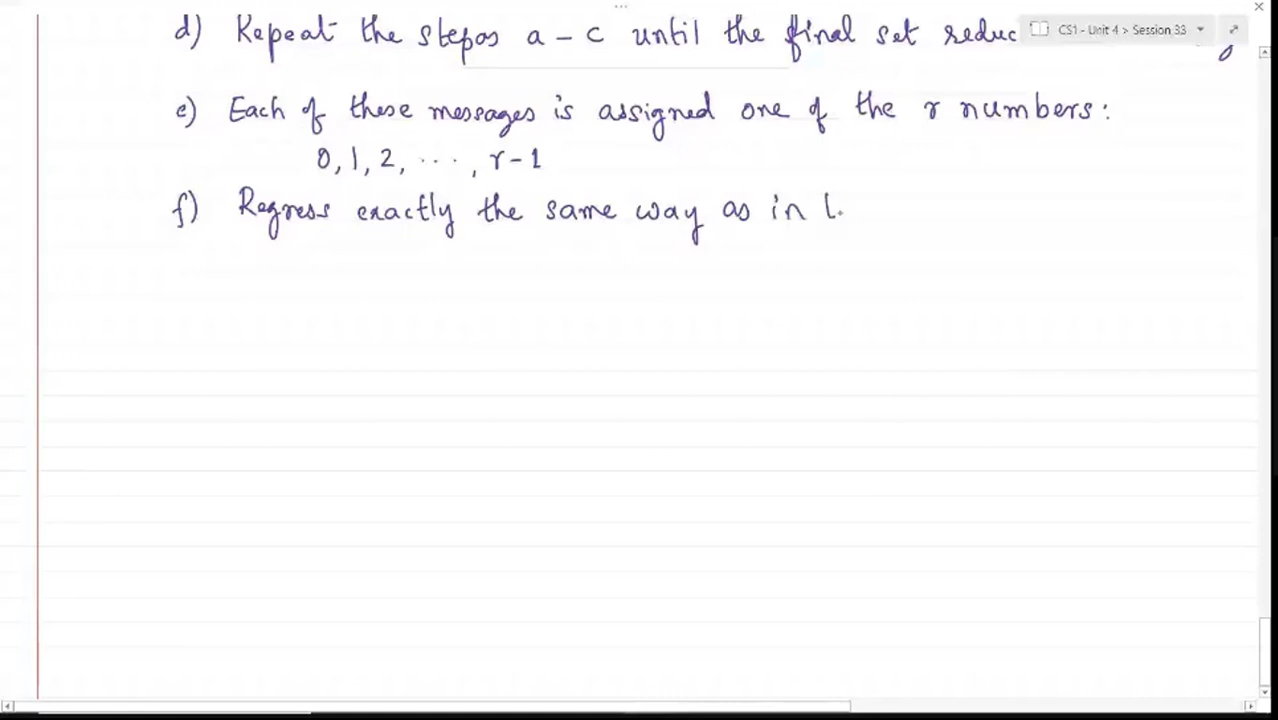 d) Repeat the stepos a - c until the final set reduc
CS1 - Unit 4 > Session 33
e) Each of these messages is assigned one of the r numbers:
0, 1, 2, ..., r-1
f) Regress exactly the same way as in